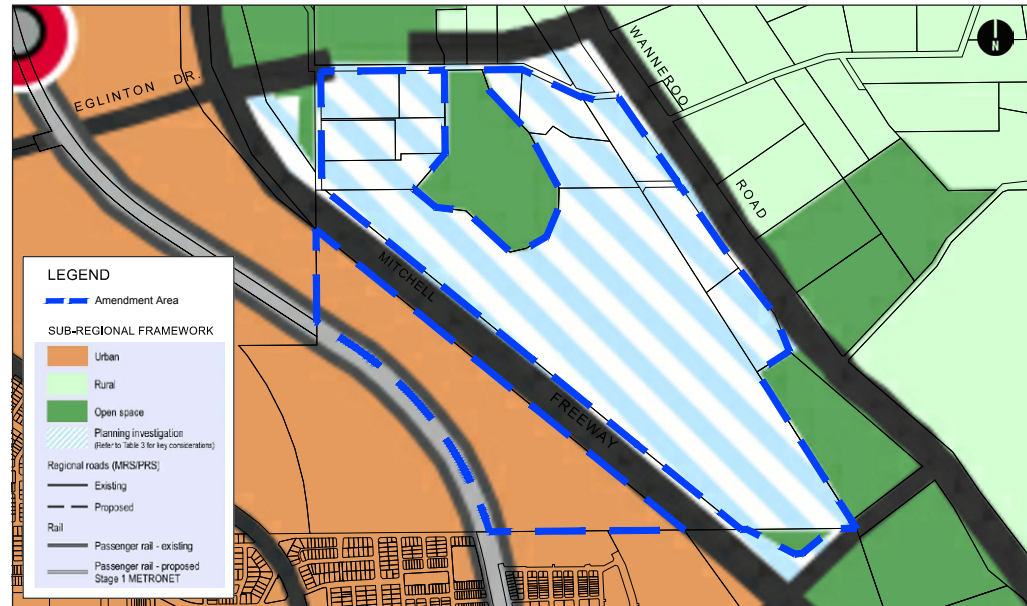 EGLINTON DR.
WANNEROO
ROAD
N
MITCHELL
FREEWAY
LEGEND
Amendment Area
SUB-REGIONAL FRAMEWORK
Urban
Rural
Open space
Planning investigation
(Refer to Table 3 for key considerations)
Regional roads (MRS/PRS)
Existing
Proposed
Rail
Passenger rail - existing
Passenger rail - proposed
Stage 1 METRONET